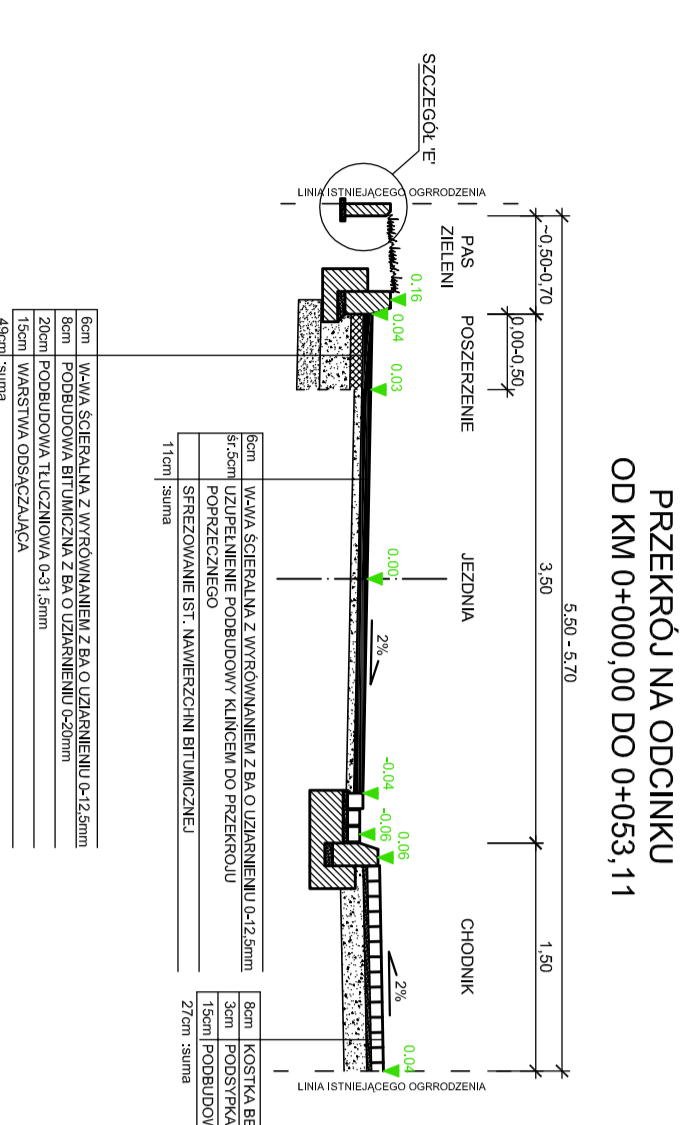 PRZEKRÓJ NA ODCINKU
OD KM 0+000,00 DO 0+053,11
5.50 - 5.70
~0,50-0,70
3,50
1,50
0,00-0,50
PAS
ZIELENI
POSZERZENIE
JEZDNIA
CHODNIK
SZCZEGÓŁ 'E'
LINIA ISTNIEJĄCEGO OGRRODZENIA
LINIA ISTNIEJĄCEGO OGRRODZENIA
0.16
0.04
0.03
0.00
2%
-0.04
-0.06
0.06
2%
0.04
6cm W-WA ŚCIERALNA Z WYRÓWNANIEM Z BA O UZIARNIENIU 0-12,5mm
8cm PODBUDOWA BITUMICZNA Z BA O UZIARNIENIU 0-20mm
20cm PODBUDOWA TŁUCZNIOWA 0-31,5mm
15cm WARSTWA ODSĄCZAJĄCA
49cm :suma
6cm W-WA ŚCIERALNA Z WYRÓWNANIEM Z BA O UZIARNIENIU 0-12,5mm
śr.5cm UZUPEŁNIENIE PODBUDOWY KLIŃCEM DO PRZEKROJU
POPRZECZNEGO
SFREZOWANIE IST. NAWIERZCHNI BITUMICZNEJ
11cm :suma
8cm KOSTKA BE
3cm PODSYPKA
15cm PODBUDOW
27cm :suma